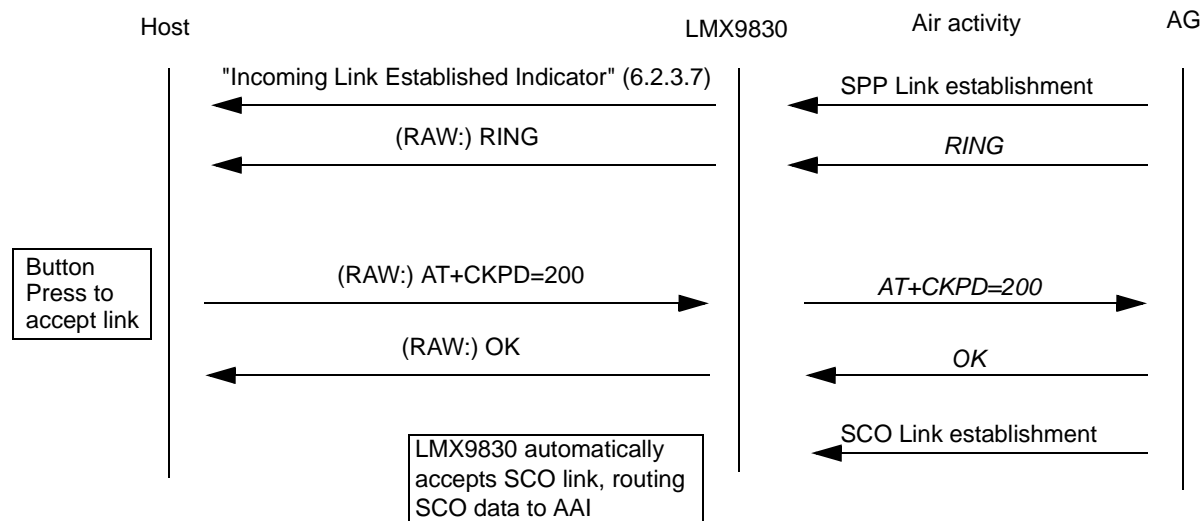 Host
LMX9830
Air activity
AG
"Incoming Link Established Indicator" (6.2.3.7)
SPP Link establishment
(RAW:) RING
RING
Button
Press to
accept link
(RAW:) AT+CKPD=200
AT+CKPD=200
(RAW:) OK
OK
SCO Link establishment
LMX9830 automatically
accepts SCO link, routing
SCO data to AAI